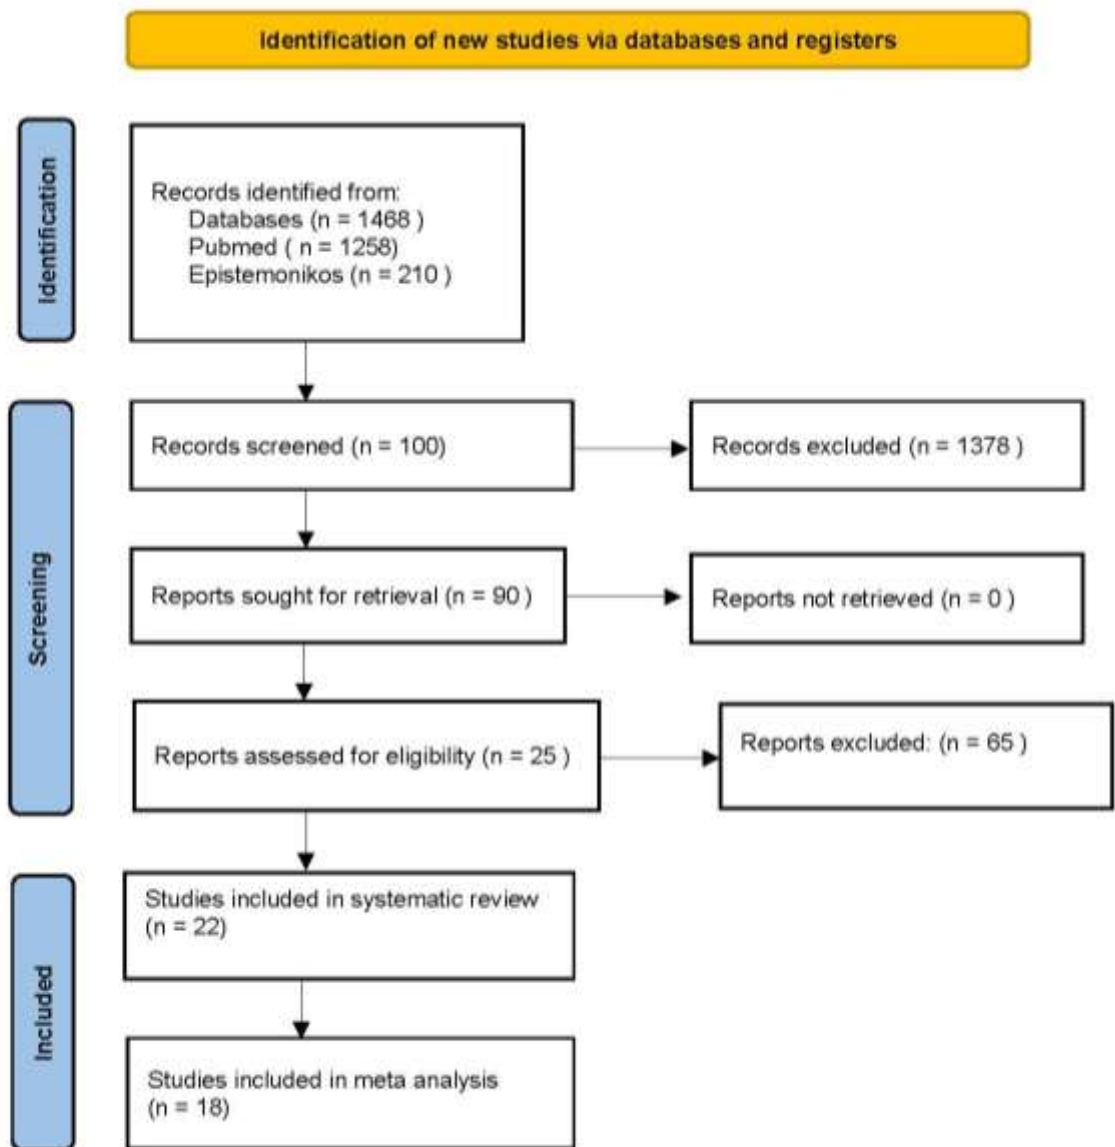 Identification of new studies via databases and registers
Identification
Records identified from:
Databases (n = 1468 )
Pubmed ( n = 1258)
Epistemonikos (n = 210 )
Screening
Records screened (n = 100)
Records excluded (n = 1378 )
Reports sought for retrieval (n = 90 )
Reports not retrieved (n = 0 )
Reports assessed for eligibility (n = 25 )
Reports excluded: (n = 65 )
Included
Studies included in systematic review
(n = 22)
Studies included in meta analysis
(n = 18)